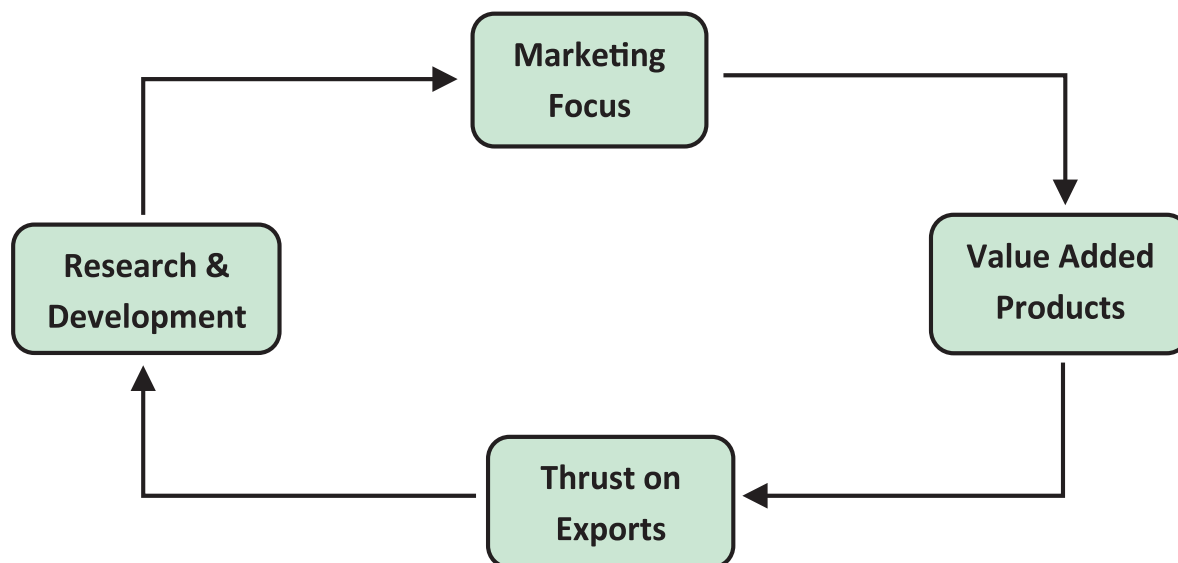 Marketing
Focus
Research &
Development
Value Added
Products
Thrust on
Exports